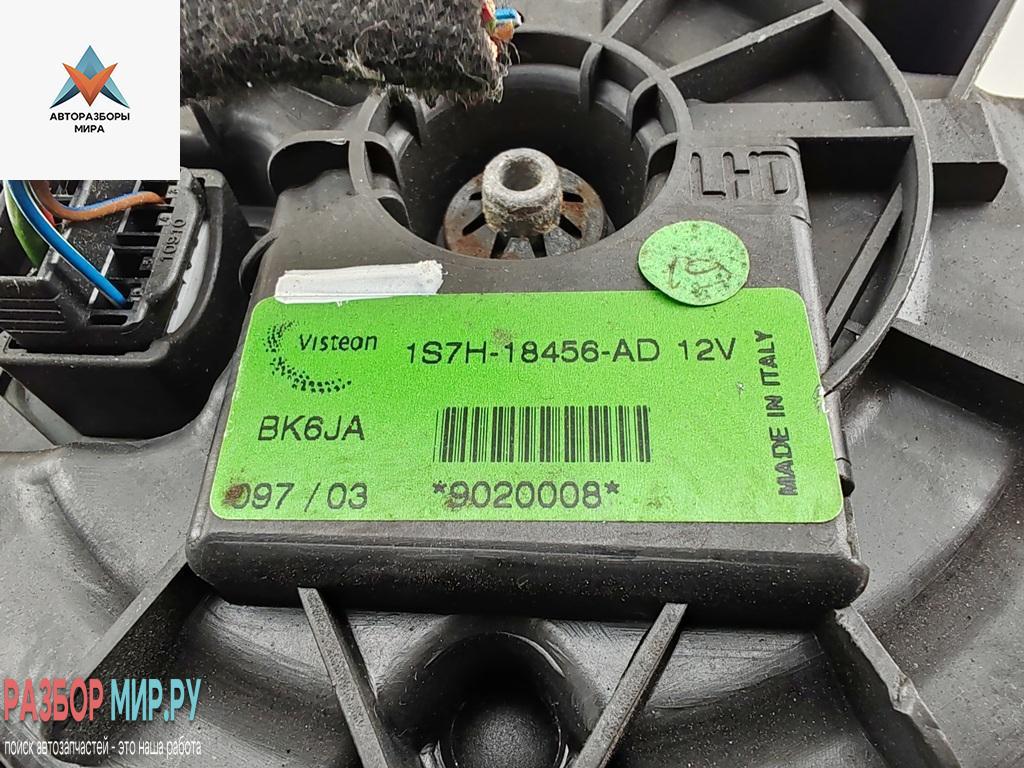 АВТОРАЗБОРЫ
МИРА
10910
LHD
Visteon
1S7H-18456-AD 12V
BK6JA
097 / 03
*9020008*
MADE IN ITALY
РАЗБОР МИР.РУ
поиск автозапчастей - это наша работа